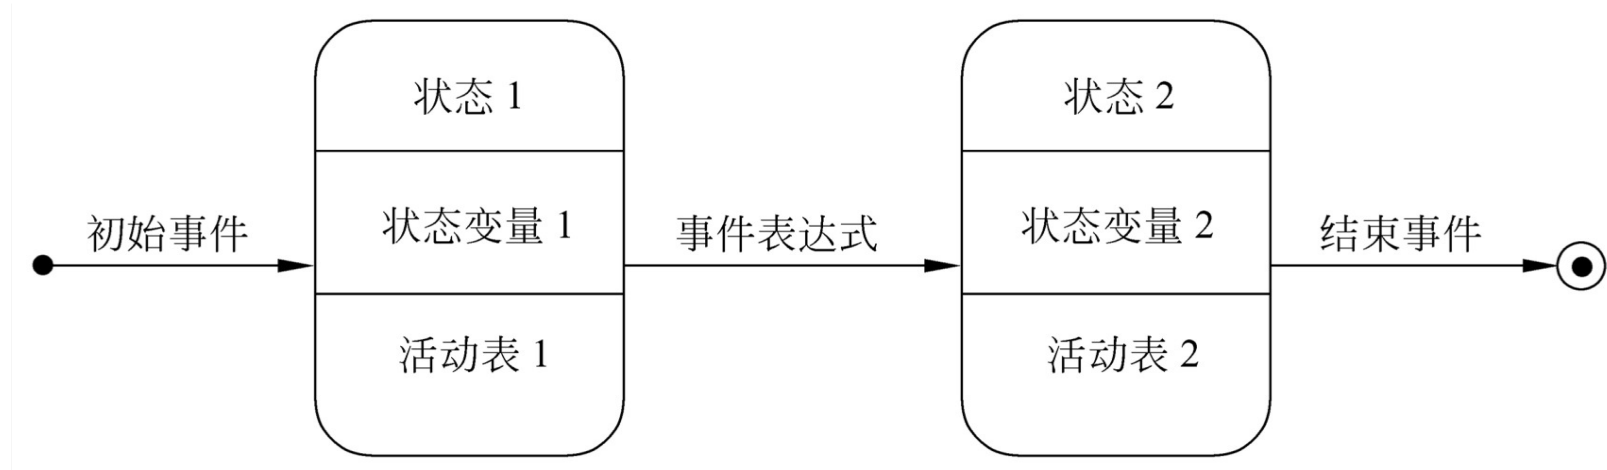 初始事件
状态 1
状态变量 1
活动表 1
事件表达式
状态 2
状态变量 2
活动表 2
结束事件